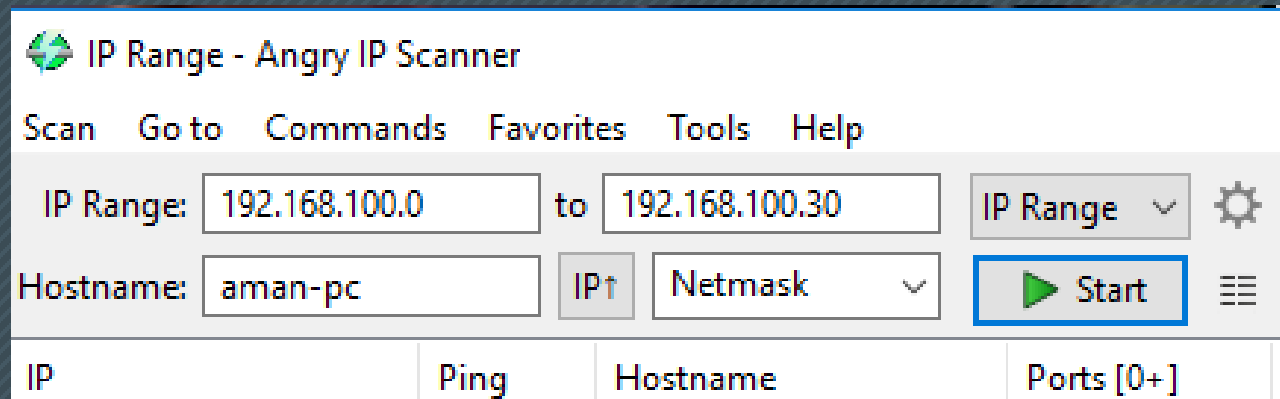 IP Range - Angry IP Scanner
Scan Go to Commands Favorites Tools Help
IP Range: 192.168.100.0 to 192.168.100.30 IP Range
Hostname: aman-pc IP↑ Netmask Start
IP Ping Hostname Ports [0+]